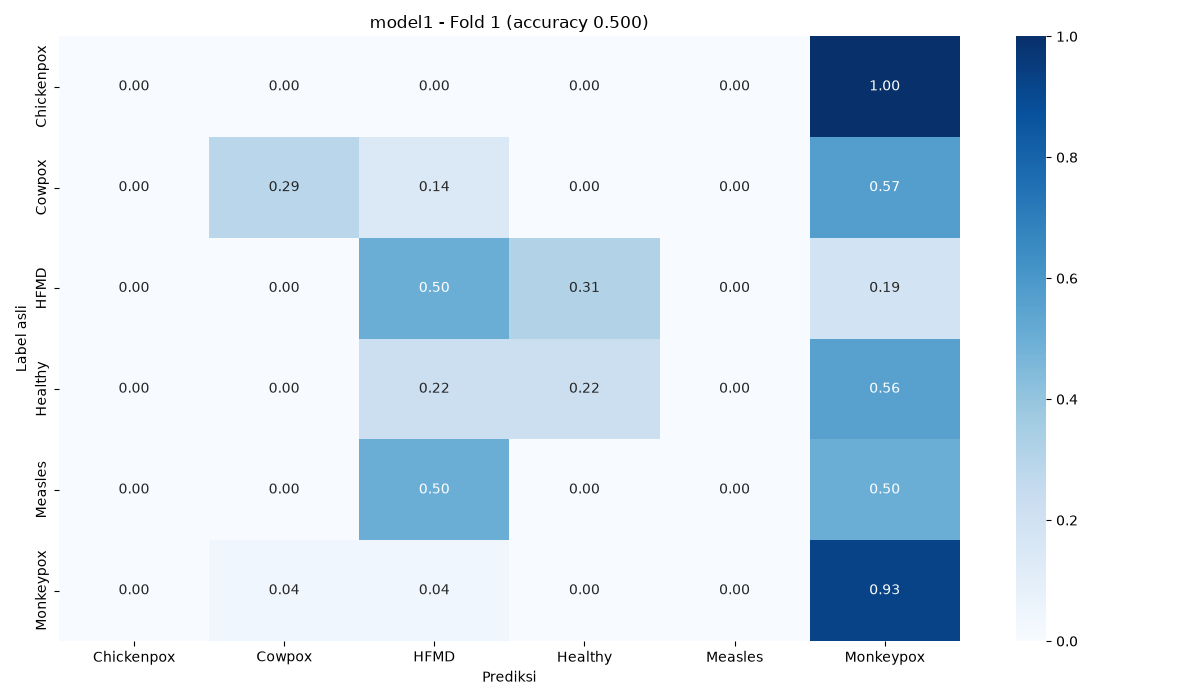 model1 - Fold 1 (accuracy 0.500)
Label asli
Chickenpox 0.00 0.00 0.00 0.00 0.00 1.00
Cowpox 0.00 0.29 0.14 0.00 0.00 0.57
HFMD 0.00 0.00 0.50 0.31 0.00 0.19
Healthy 0.00 0.00 0.22 0.22 0.00 0.56
Measles 0.00 0.00 0.50 0.00 0.00 0.50
Monkeypox 0.00 0.04 0.04 0.00 0.00 0.93
Chickenpox Cowpox HFMD Healthy Measles Monkeypox
Prediksi
1.0
0.8
0.6
0.4
0.2
0.0